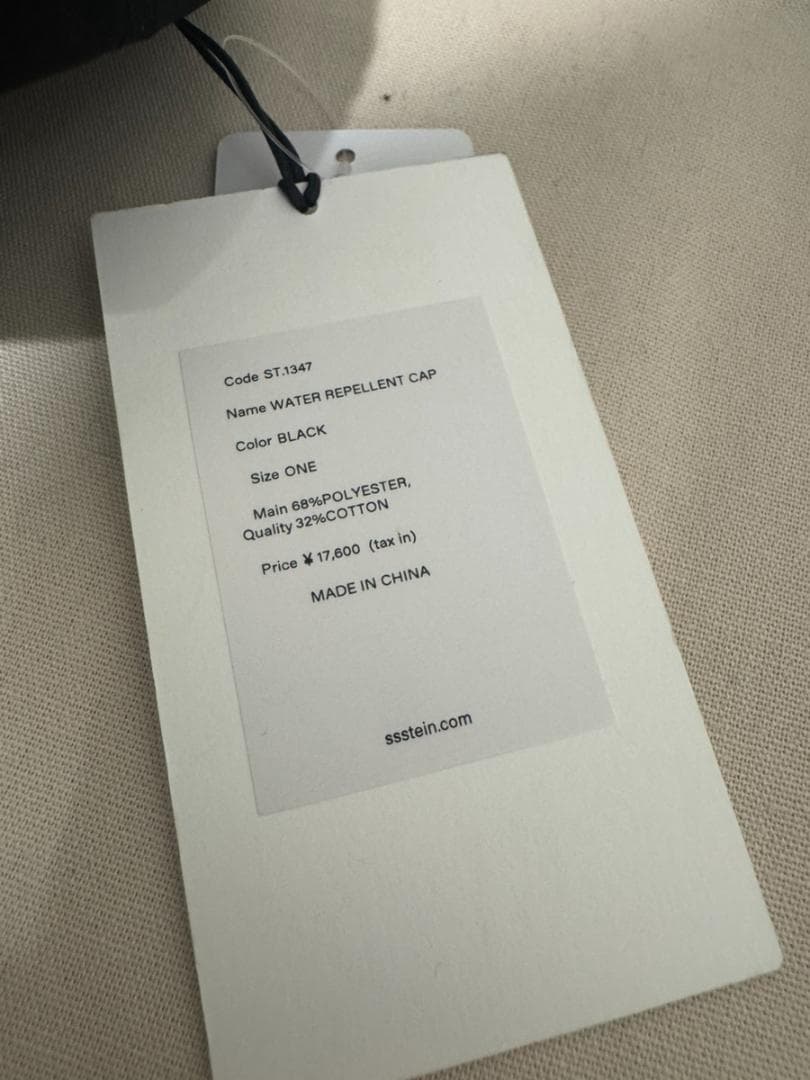 Code ST.1347
Name WATER REPELLENT CAP
Color BLACK
Size ONE
Main 68%POLYESTER,
Quality 32%COTTON
Price ¥17,600 (tax in)
MADE IN CHINA
ssstein.com